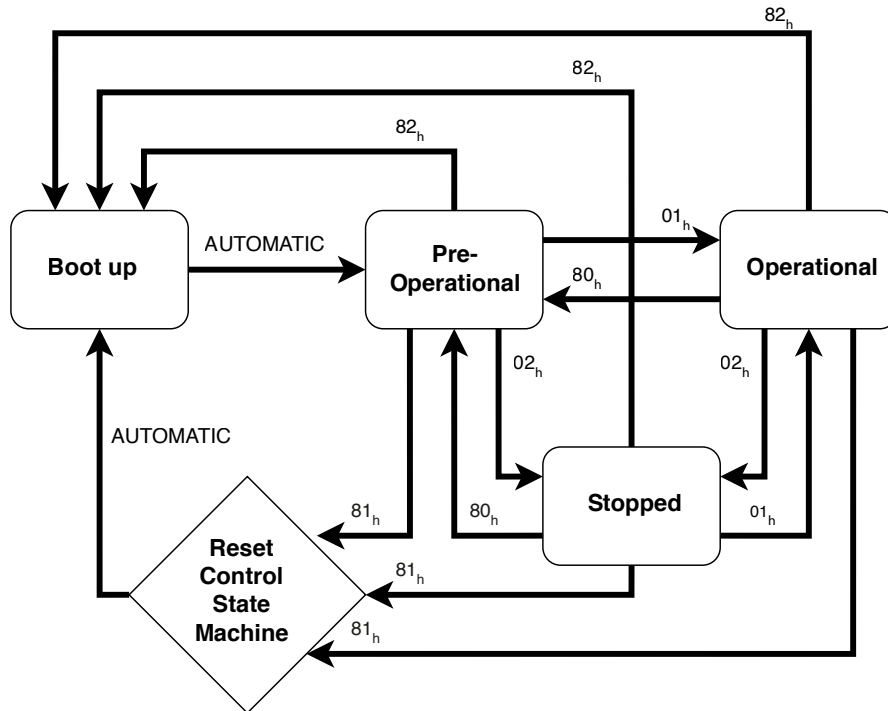 82h
82h
82h
Boot up
AUTOMATIC
Pre-
Operational
01h
80h
Operational
02h
02h
AUTOMATIC
Stopped
81h
80h
01h
Reset
Control
State
Machine
81h
81h